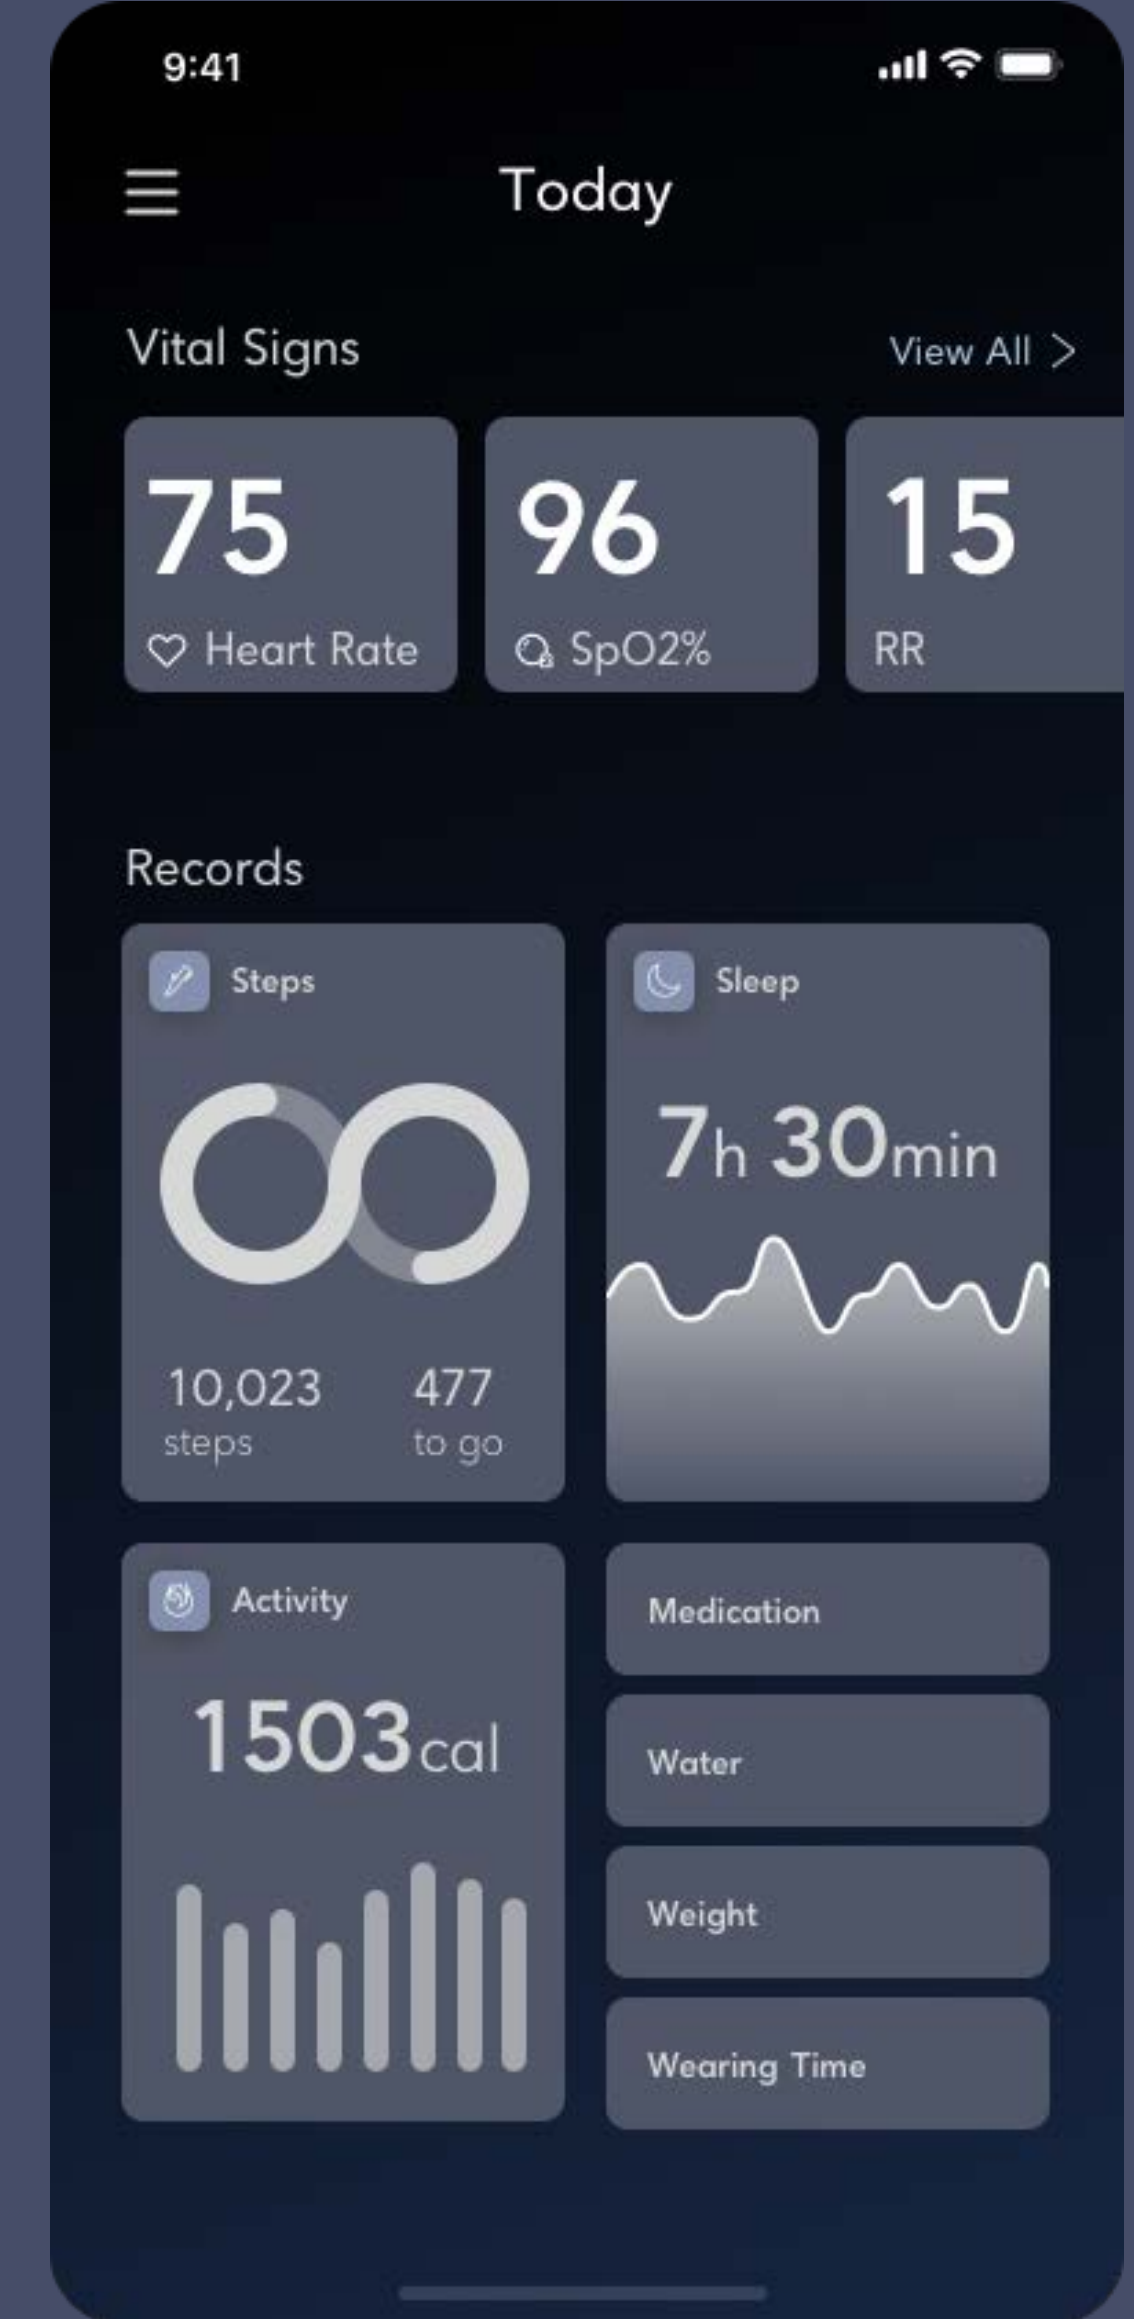 9:41
Today
Vital Signs
View All
75
Heart Rate
96
SpO2%
15
RR
Records
Steps
10,023
steps
477
to go
Sleep
7h 30min
Activity
1503cal
Medication
Water
Weight
Wearing Time